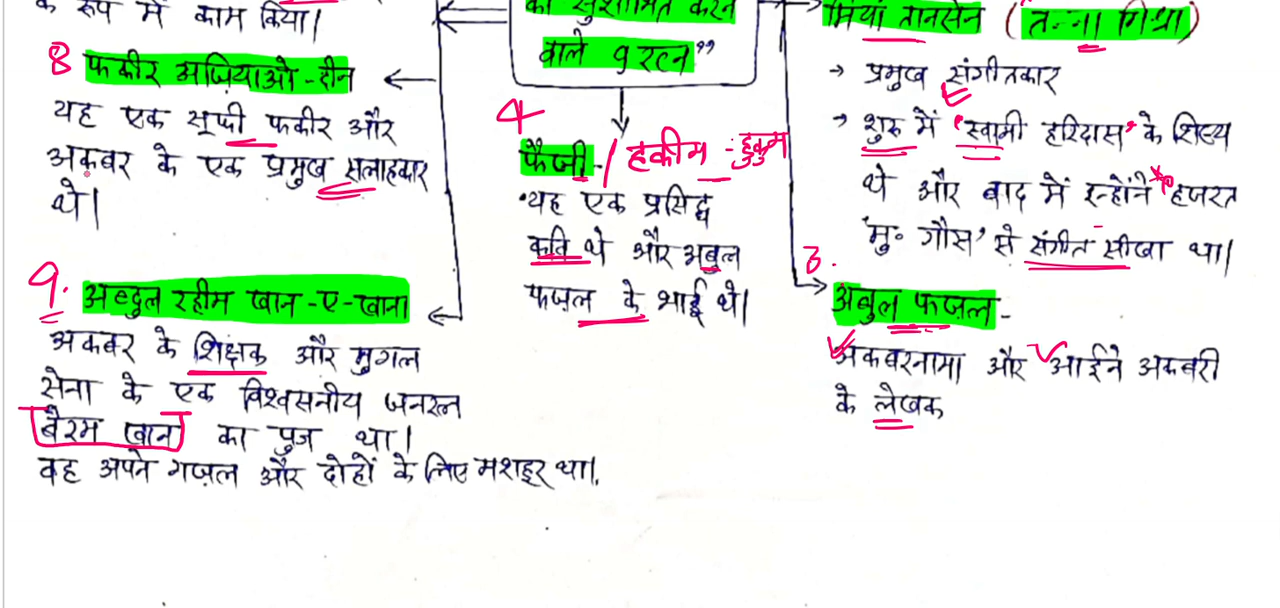 के रूप में काम किया।
8 फकीर अज़ियाओ-दीन
यह एक सूफी फकीर और
अकबर के एक प्रमुख सलाहकार
थे।
9. अब्दुल रहीम खान-ए-खाना
अकबर के शिक्षक और मुगल
सेना के एक विश्वसनीय जनरल
बैरम खान का पुत्र था।
वह अपने गज़ल और दोहों के लिए मशहूर था।
को सुशोभित करने
वाले 9 रत्न”
4
फैजी-/ हकीम - हुकुम
यह एक प्रसिद्ध
कवि थे और अबुल
फज़ल के भाई थे।
मियां तानसेन (तन्ना मिश्रा)
→ प्रमुख संगीतकार
→ शुरू में ‘स्वामी हरिदास’ के शिष्य
थे और बाद में इन्होंने हजरत
'मु॰ गौस' से संगीत सीखा था।
3.
अबुल फज़ल-
अकबरनामा और आईने अकबरी
के लेखक